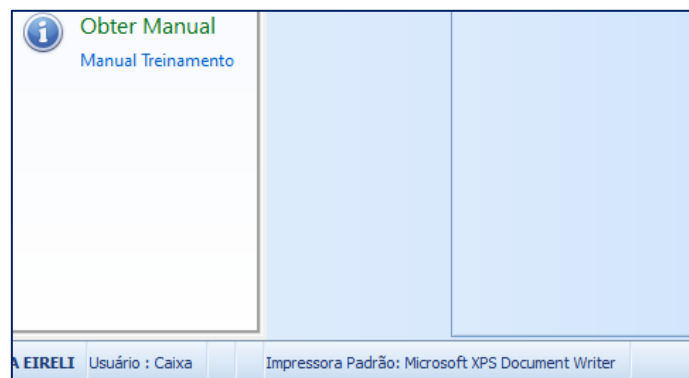 Obter Manual
Manual Treinamento
A EIRELI Usuário : Caixa Impressora Padrão: Microsoft XPS Document Writer